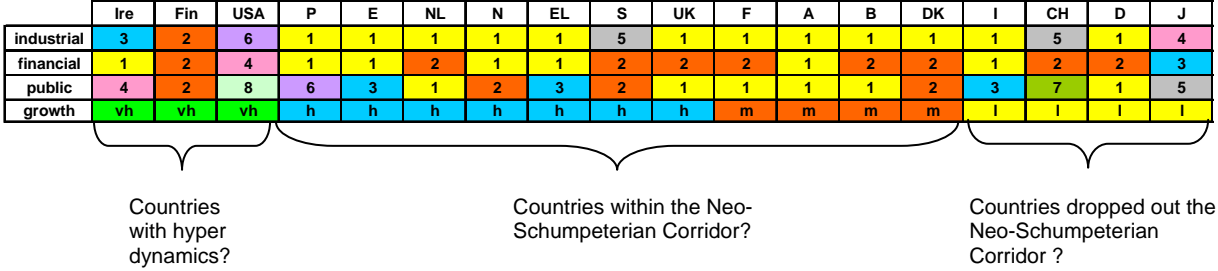 Ire Fin USA P E NL N EL S UK F A B DK I CH D J
industrial 3 2 6 1 1 1 1 1 5 1 1 1 1 1 1 5 1 4
financial 1 2 4 1 1 2 1 1 2 2 2 1 2 2 1 2 2 3
public 4 2 8 6 3 1 2 3 2 1 1 1 1 2 3 7 1 5
growth vh vh vh h h h h h h h m m m m l l l l
Countries
with hyper
dynamics?
Countries within the Neo-
Schumpeterian Corridor?
Countries dropped out the
Neo-Schumpeterian
Corridor ?